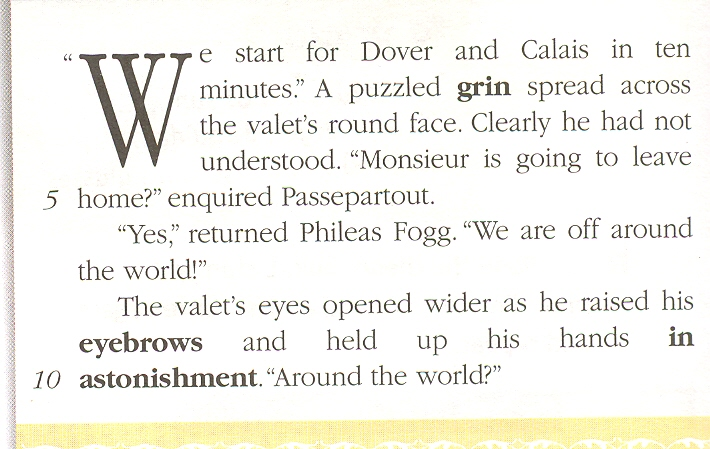 “We start for Dover and Calais in ten
minutes.” A puzzled grin spread across
the valet’s round face. Clearly he had not
understood. “Monsieur is going to leave
5 home?” enquired Passepartout.
“Yes,” returned Phileas Fogg. “We are off around
the world!”
The valet’s eyes opened wider as he raised his
eyebrows and held up his hands in
10 astonishment. “Around the world?”